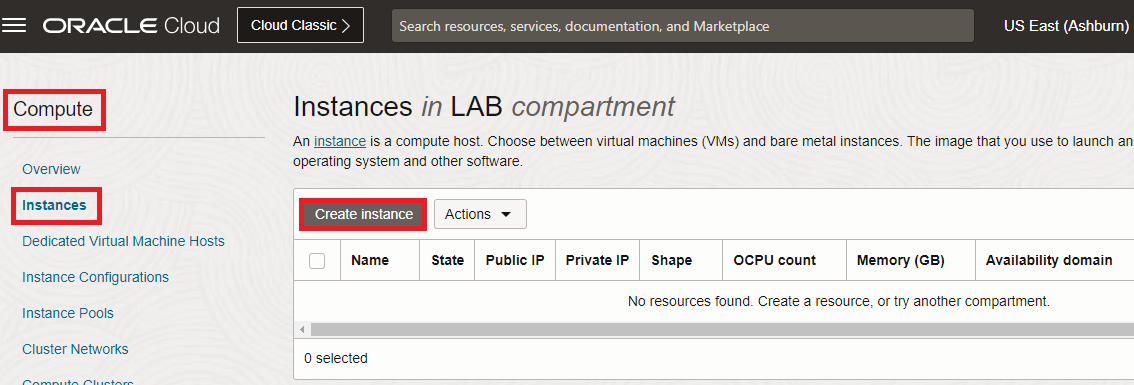 ORACLE Cloud
Cloud Classic
Search resources, services, documentation, and Marketplace
US East (Ashburn)
Compute
Overview
Instances
Dedicated Virtual Machine Hosts
Instance Configurations
Instance Pools
Cluster Networks
Compute Clusters
Instances in LAB compartment
An instance is a compute host. Choose between virtual machines (VMs) and bare metal instances. The image that you use to launch an
operating system and other software.
Create instance
Actions
Name State Public IP Private IP Shape OCPU count Memory (GB) Availability domain
No resources found. Create a resource, or try another compartment.
0 selected